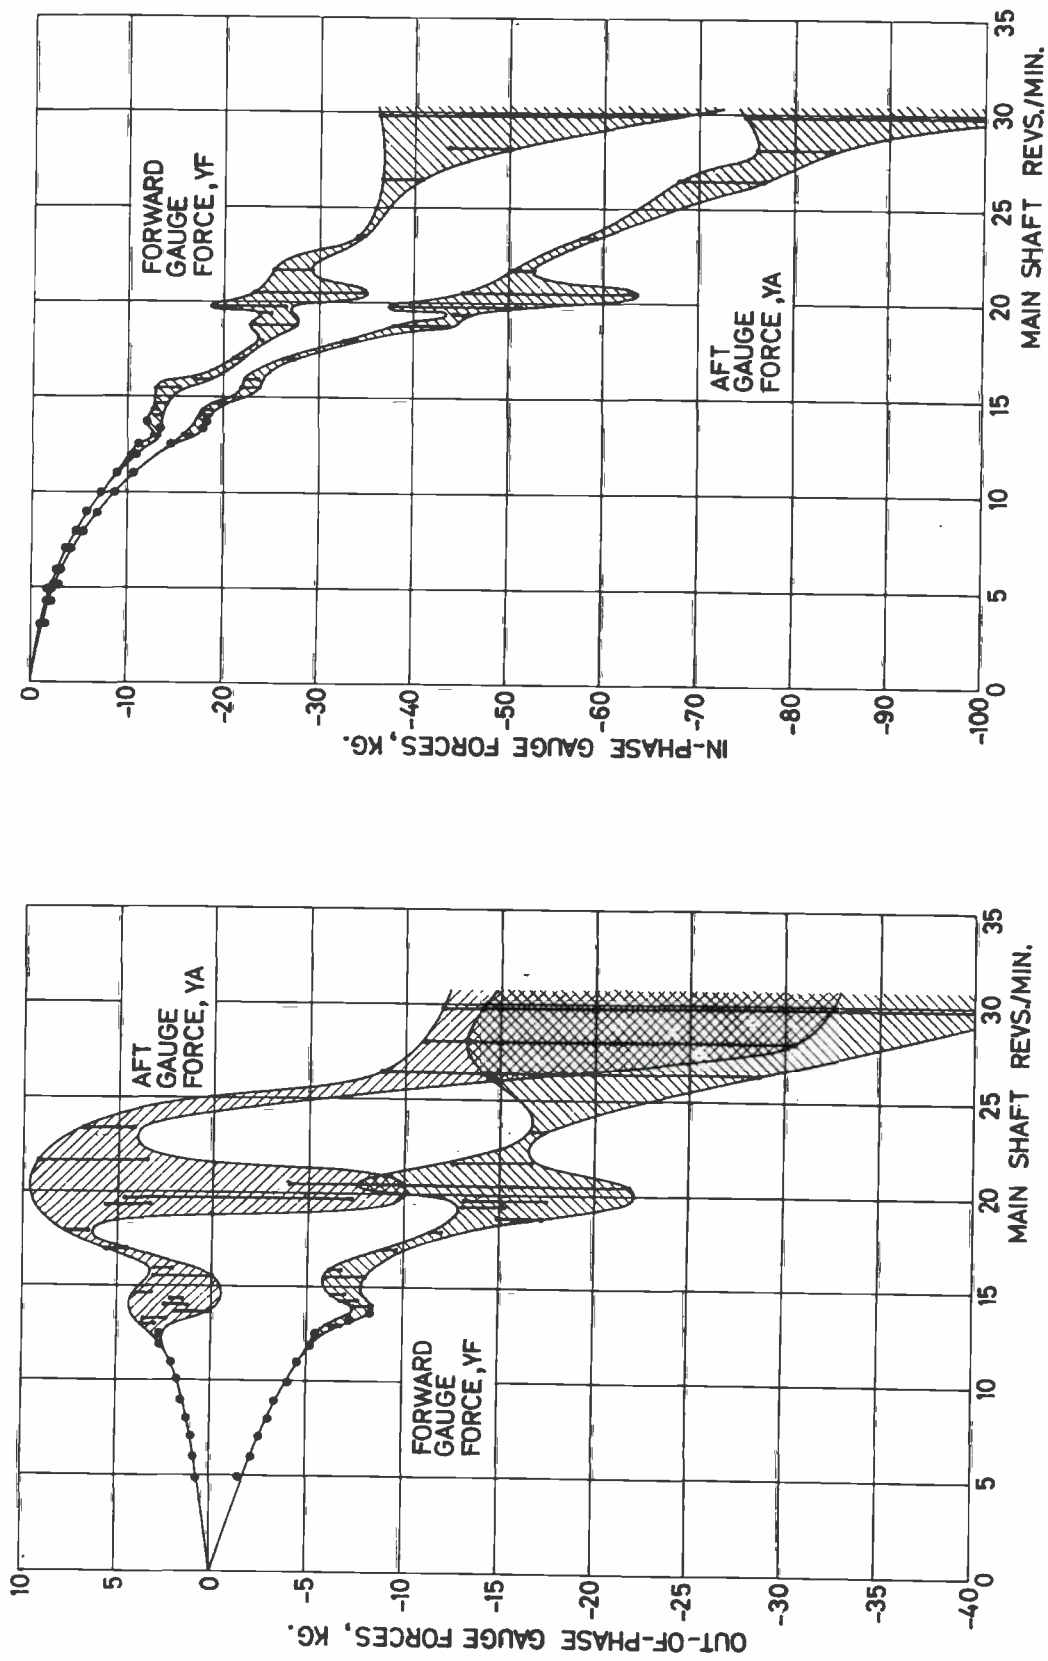 OUT-OF-PHASE GAUGE FORCES, KG.
10
5
0
-5
-10
-15
-20
-25
-30
-35
-40
AFT
GAUGE
FORCE, YA
FORWARD
GAUGE
FORCE, YF
0
5
10
15
20
25
30
35
MAIN SHAFT REVS./MIN.
IN-PHASE GAUGE FORCES, KG.
0
-10
-20
-30
-40
-50
-60
-70
-80
-90
-100
FORWARD
GAUGE
FORCE, YF
AFT
GAUGE
FORCE, YA
0
5
10
15
20
25
30
35
MAIN SHAFT REVS./MIN.